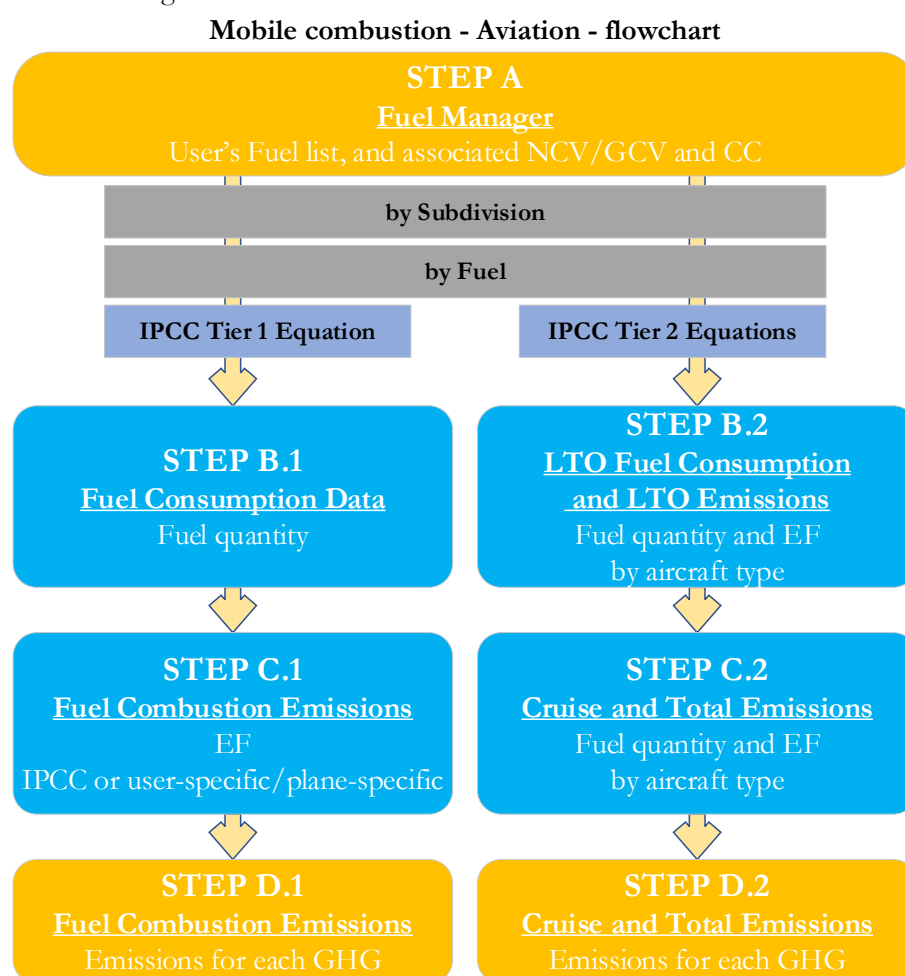 Mobile combustion - Aviation - flowchart
STEP A
Fuel Manager
User's Fuel list, and associated NCV/GCV and CC
by Subdivision
by Fuel
IPCC Tier 1 Equation
IPCC Tier 2 Equations
STEP B.1
Fuel Consumption Data
Fuel quantity
STEP B.2
LTO Fuel Consumption
and LTO Emissions
Fuel quantity and EF
by aircraft type
STEP C.1
Fuel Combustion Emissions
EF
IPCC or user-specific/plane-specific
STEP C.2
Cruise and Total Emissions
Fuel quantity and EF
by aircraft type
STEP D.1
Fuel Combustion Emissions
Emissions for each GHG
STEP D.2
Cruise and Total Emissions
Emissions for each GHG